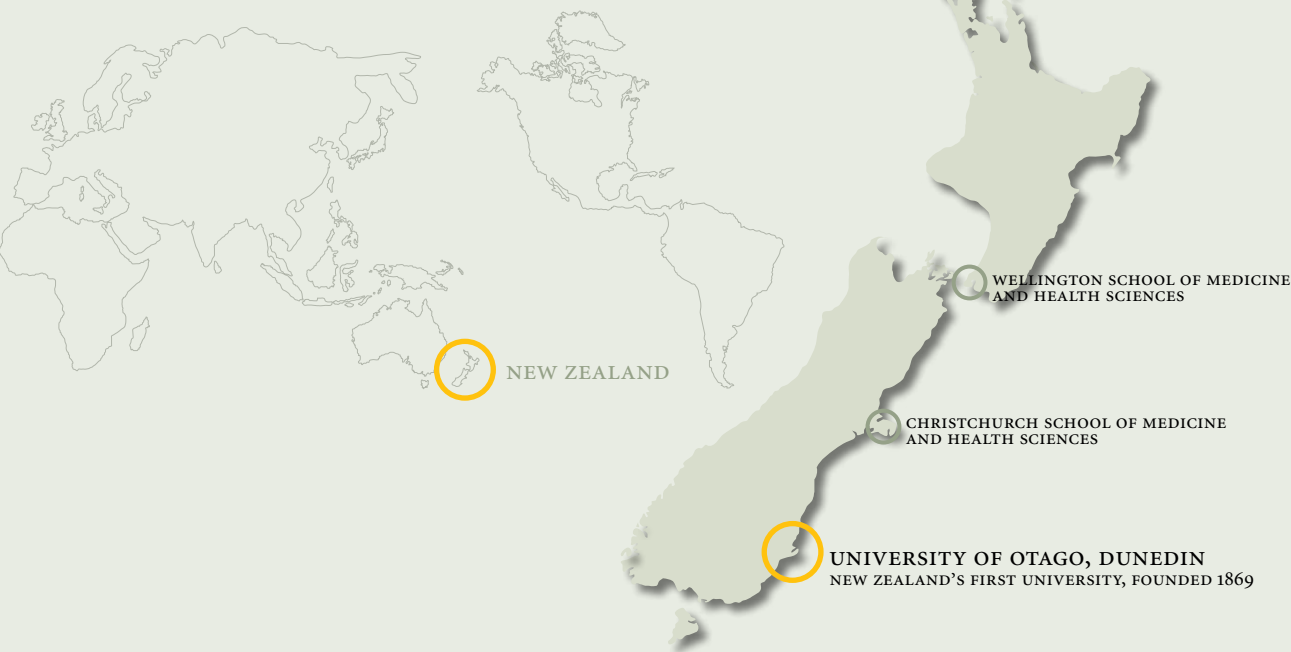 WELLINGTON SCHOOL OF MEDICINE
AND HEALTH SCIENCES
NEW ZEALAND
CHRISTCHURCH SCHOOL OF MEDICINE
AND HEALTH SCIENCES
UNIVERSITY OF OTAGO, DUNEDIN
NEW ZEALAND’S FIRST UNIVERSITY, FOUNDED 1869